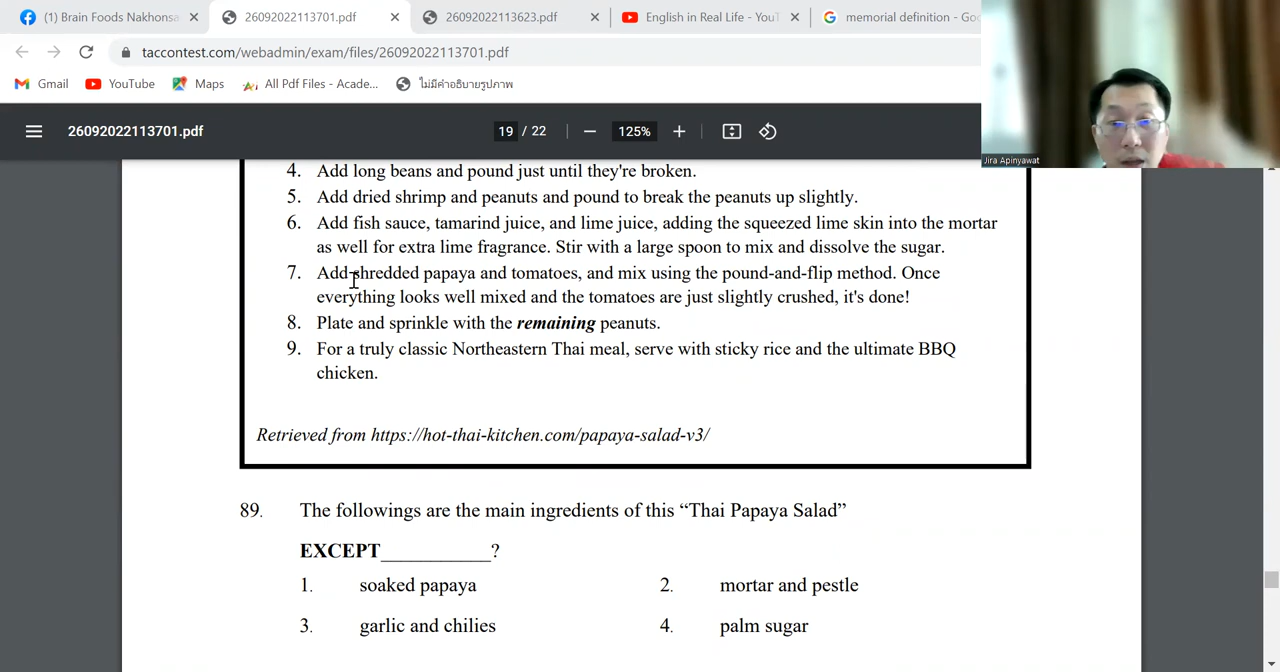 (1) Brain Foods Nakhonsa
26092022113701.pdf
26092022113623.pdf
English in Real Life - YouT
memorial definition - Goo
taccontest.com/webadmin/exam/files/26092022113701.pdf
Gmail
YouTube
Maps
All Pdf Files - Acade...
ไม่มีคำอธิบายรูปภาพ
26092022113701.pdf
19 / 22
125%
Jira Apinyawat
4. Add long beans and pound just until they're broken.
5. Add dried shrimp and peanuts and pound to break the peanuts up slightly.
6. Add fish sauce, tamarind juice, and lime juice, adding the squeezed lime skin into the mortar
as well for extra lime fragrance. Stir with a large spoon to mix and dissolve the sugar.
7. Add shredded papaya and tomatoes, and mix using the pound-and-flip method. Once
everything looks well mixed and the tomatoes are just slightly crushed, it's done!
8. Plate and sprinkle with the remaining peanuts.
9. For a truly classic Northeastern Thai meal, serve with sticky rice and the ultimate BBQ
chicken.
Retrieved from https://hot-thai-kitchen.com/papaya-salad-v3/
89. The followings are the main ingredients of this “Thai Papaya Salad”
EXCEPT___________?
1. soaked papaya 2. mortar and pestle
3. garlic and chilies 4. palm sugar